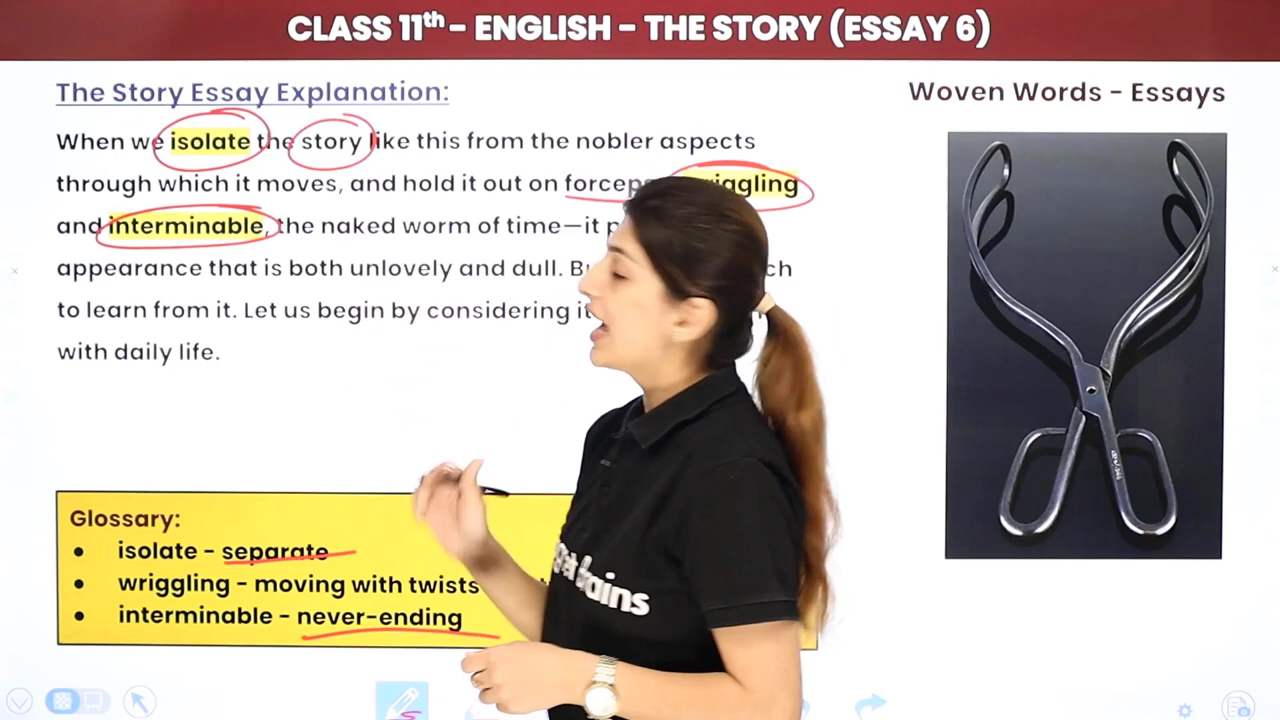 CLASS 11th - ENGLISH - THE STORY (ESSAY 6)
The Story Essay Explanation:
Woven Words - Essays
When we isolate the story like this from the nobler aspects
through which it moves, and hold it out on forceps
and interminable, the naked worm of time—it
appearance that is both unlovely and dull.
to learn from it. Let us begin by considering
with daily life.
Glossary:
• isolate - separate
• wriggling - moving with twists
• interminable - never-ending